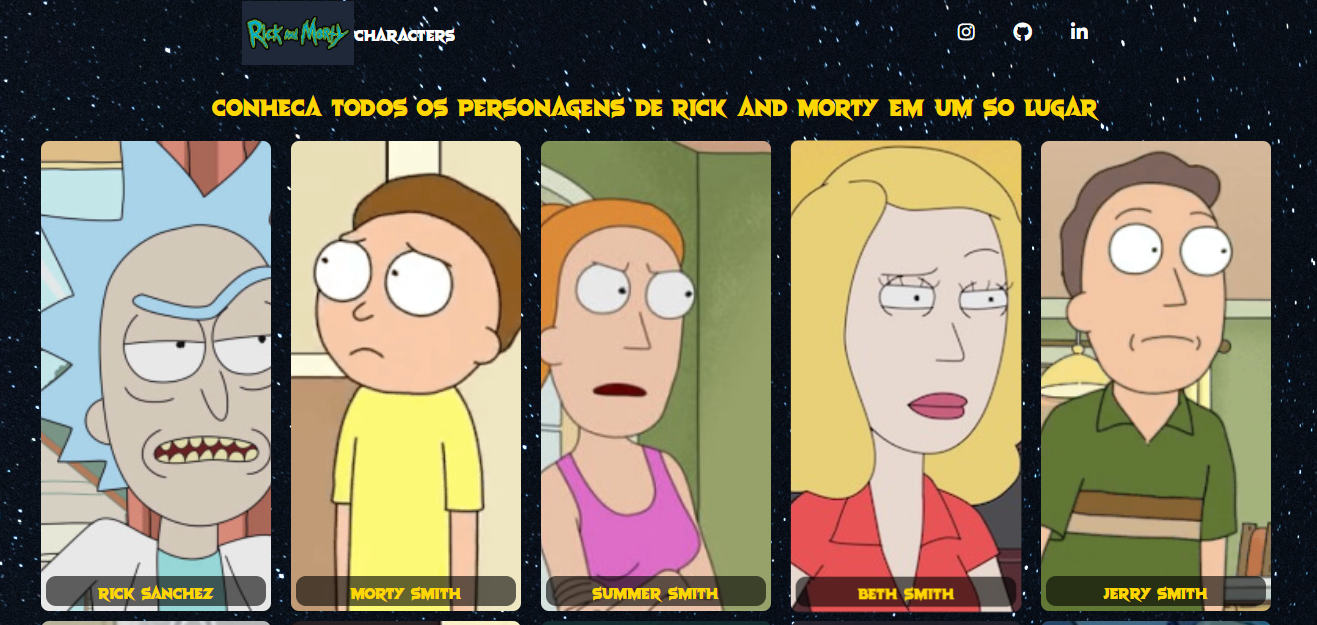 Rick and Morty CHARACTERS
in
CONHECA TODOS OS PERSONAGENS DE RICK AND MORTY EM UM SO LUGAR
RICK SANCHEZ
MORTY SMITH
SUMMER SMITH
BETH SMITH
JERRY SMITH